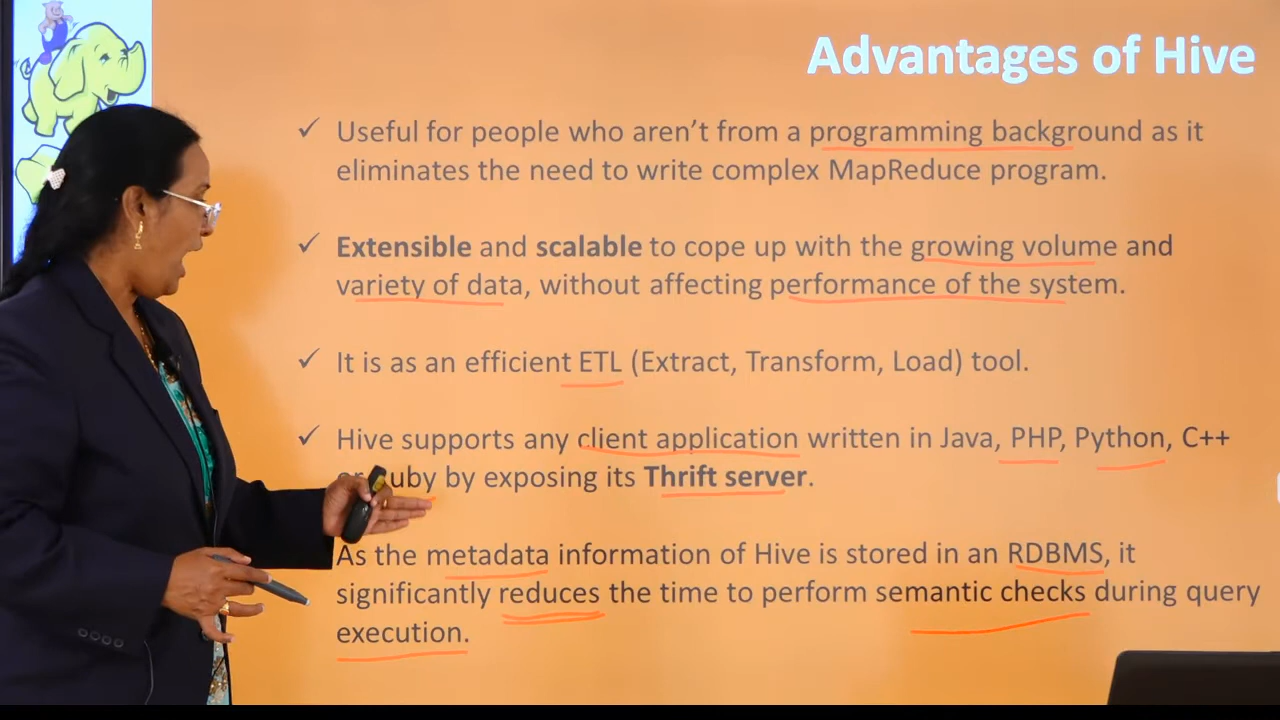 Advantages of Hive
✓ Useful for people who aren't from a programming background as it
eliminates the need to write complex MapReduce program.
✓ Extensible and scalable to cope up with the growing volume and
variety of data, without affecting performance of the system.
✓ It is as an efficient ETL (Extract, Transform, Load) tool.
✓ Hive supports any client application written in Java, PHP, Python, C++
by exposing its Thrift server.
As the metadata information of Hive is stored in an RDBMS, it
significantly reduces the time to perform semantic checks during query
execution.